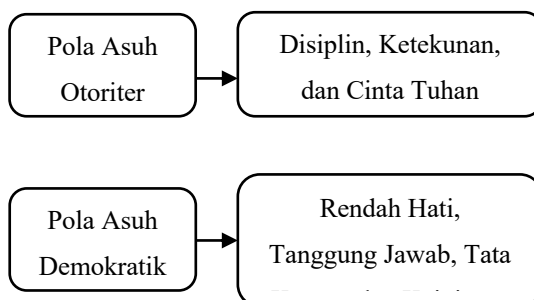 Pola Asuh
Otoriter
Disiplin, Ketekunan,
dan Cinta Tuhan
Pola Asuh
Demokratik
Rendah Hati,
Tanggung Jawab, Tata